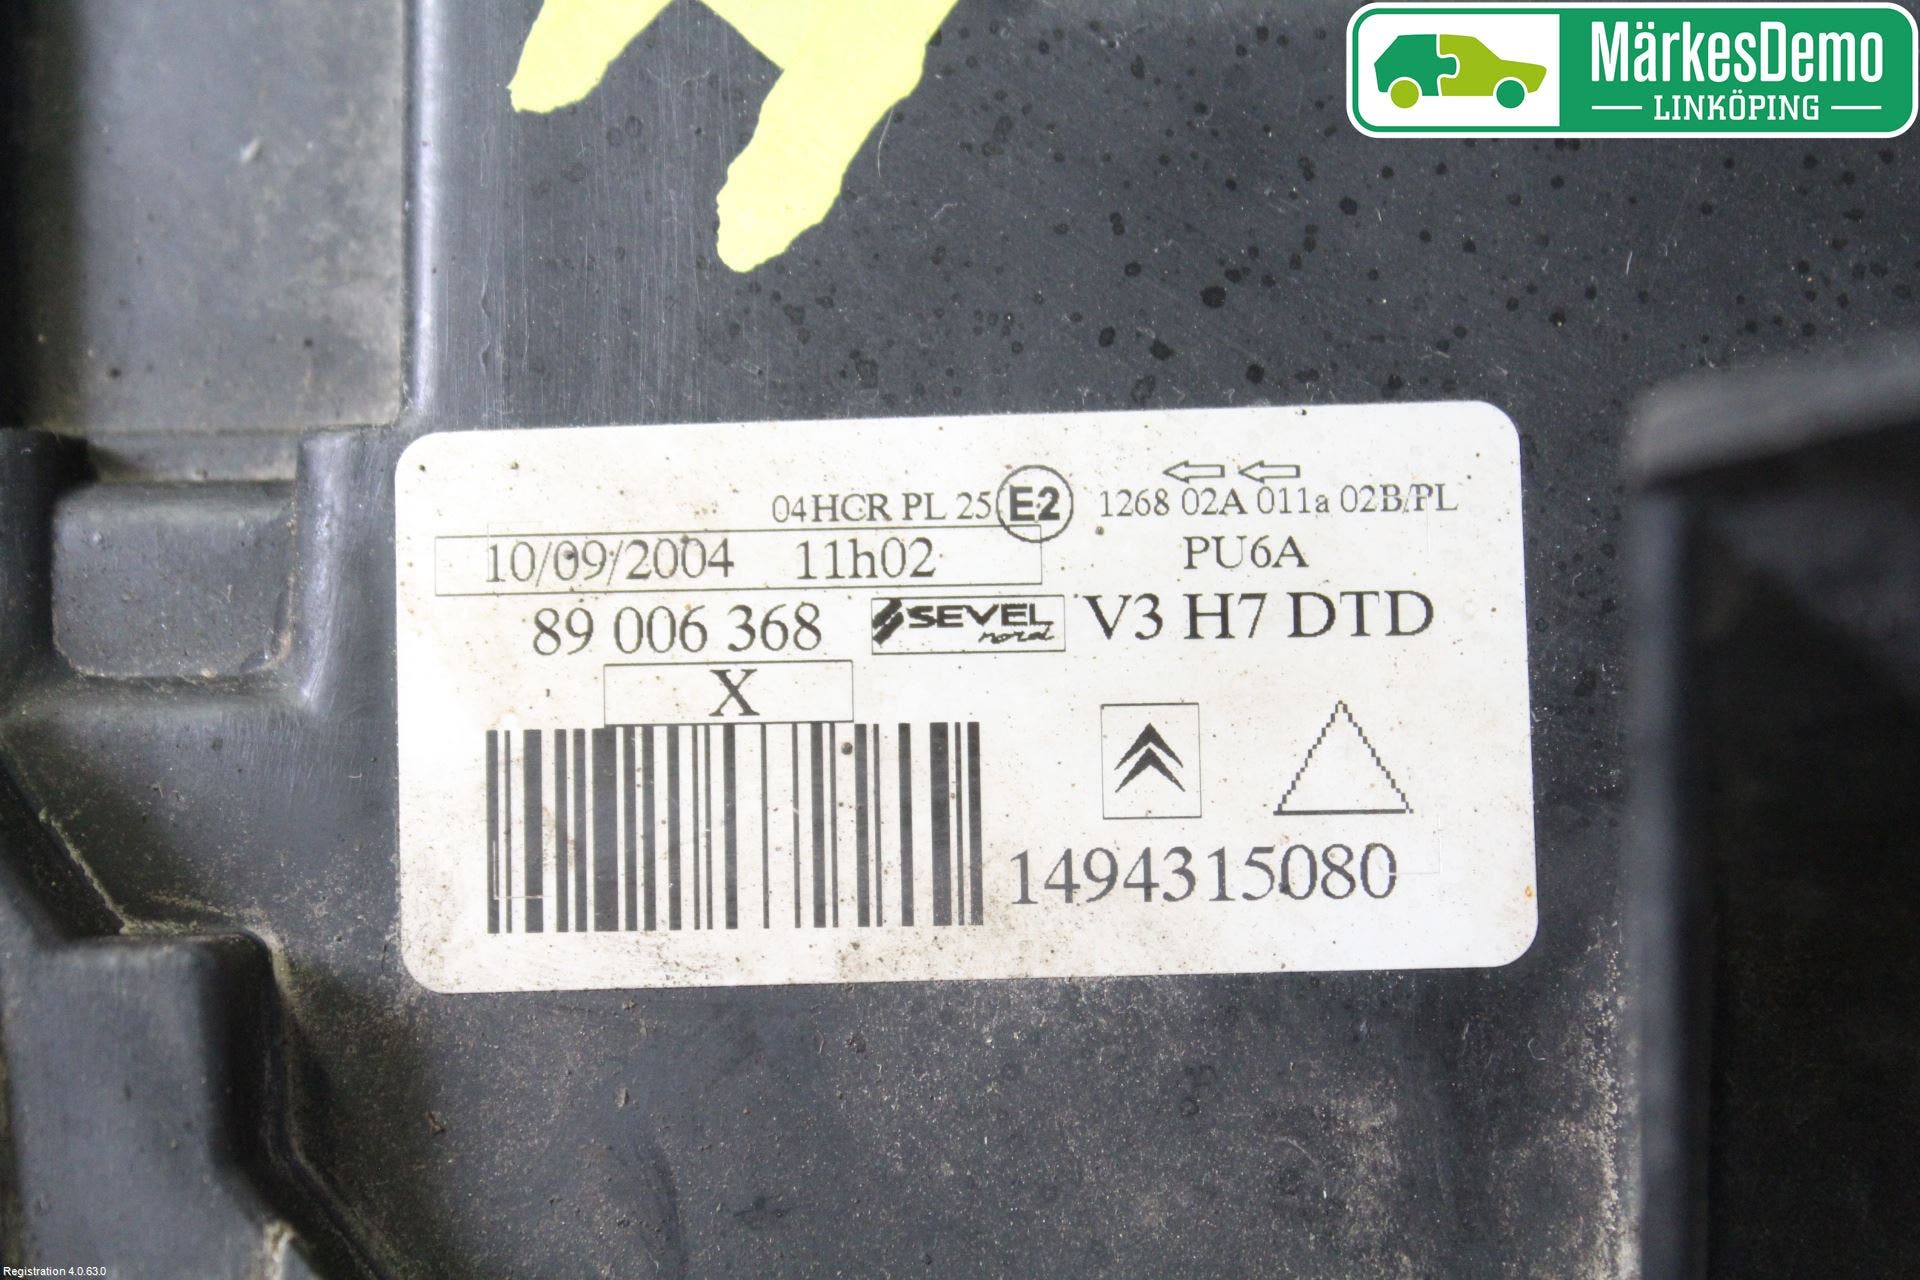 MärkesDemo
LINKÖPING
04HCR PL 25 E2 1268 02A 011a 02B/PL
10/09/2004 11h02 PU6A
89 006 368 SEVEL nord V3 H7 DTD
X
1494315080
Registration 4.0.63.0